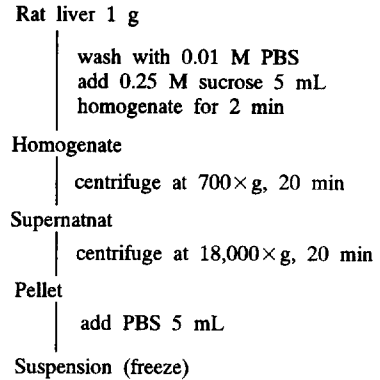 Rat liver 1 g
wash with 0.01 M PBS
add 0.25 M sucrose 5 mL
homogenate for 2 min
Homogenate
centrifuge at 700×g, 20 min
Supernatnat
centrifuge at 18,000×g, 20 min
Pellet
add PBS 5 mL
Suspension (freeze)